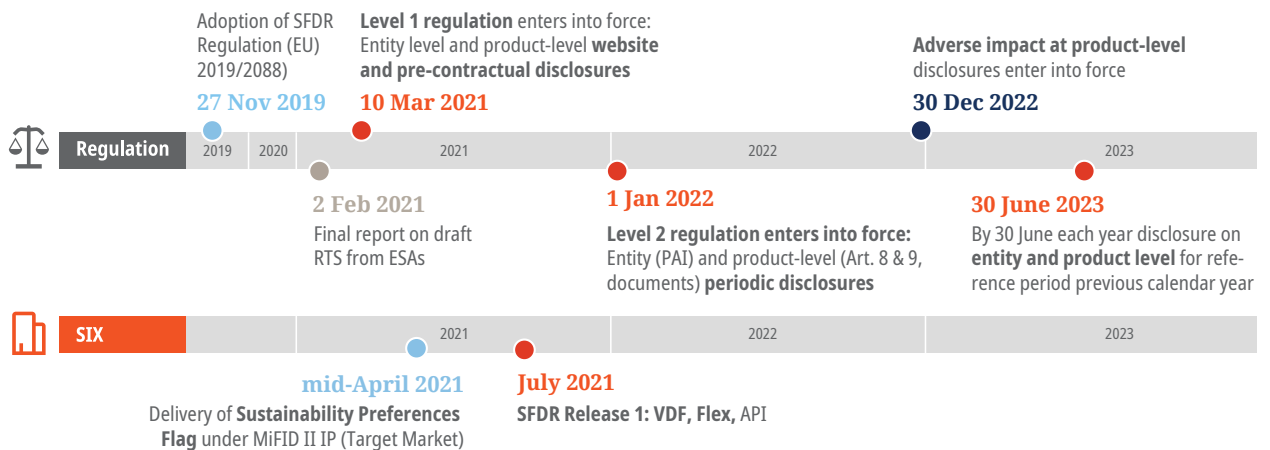 Adoption of SFDR
Regulation (EU)
2019/2088)
27 Nov 2019
Level 1 regulation enters into force:
Entity level and product-level website
and pre-contractual disclosures
10 Mar 2021
Adverse impact at product-level
disclosures enter into force
30 Dec 2022
Regulation
2019
2020
2021
2022
2023
2 Feb 2021
Final report on draft
RTS from ESAs
1 Jan 2022
Level 2 regulation enters into force:
Entity (PAI) and product-level (Art. 8 & 9,
documents) periodic disclosures
30 June 2023
By 30 June each year disclosure on
entity and product level for refe-
rence period previous calendar year
SIX
2021
2022
2023
mid-April 2021
Delivery of Sustainability Preferences
Flag under MiFID II IP (Target Market)
July 2021
SFDR Release 1: VDF, Flex, API